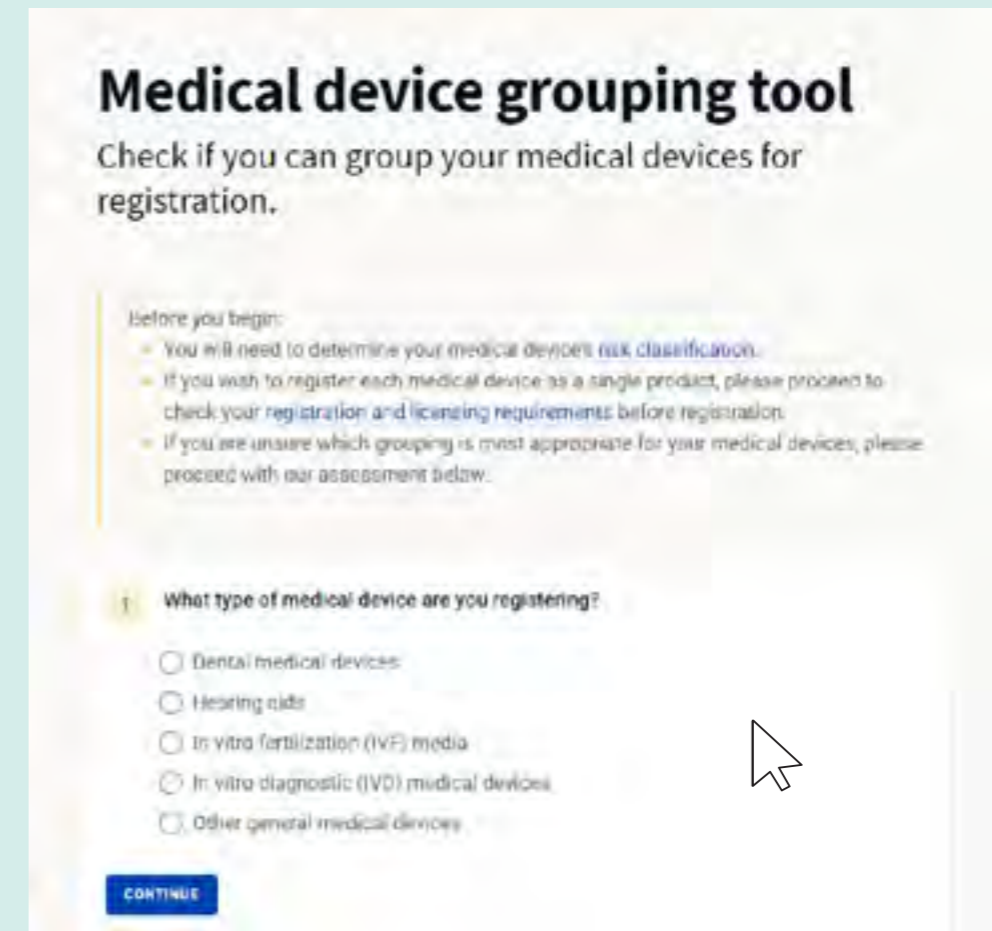 Medical device grouping tool
Check if you can group your medical devices for
registration.
Before you begin:
You will need to determine your medical device's risk classification.
If you wish to register each medical device as a single product, please proceed to
check your registration and licensing requirements before registration.
If you are unsure which grouping is most appropriate for your medical devices, please
proceed with our assessment below.
1 What type of medical device are you registering?
Dental medical devices
Hearing aids
In vitro fertilization (IVF) media
In vitro diagnostic (IVD) medical devices
Other general medical devices
CONTINUE